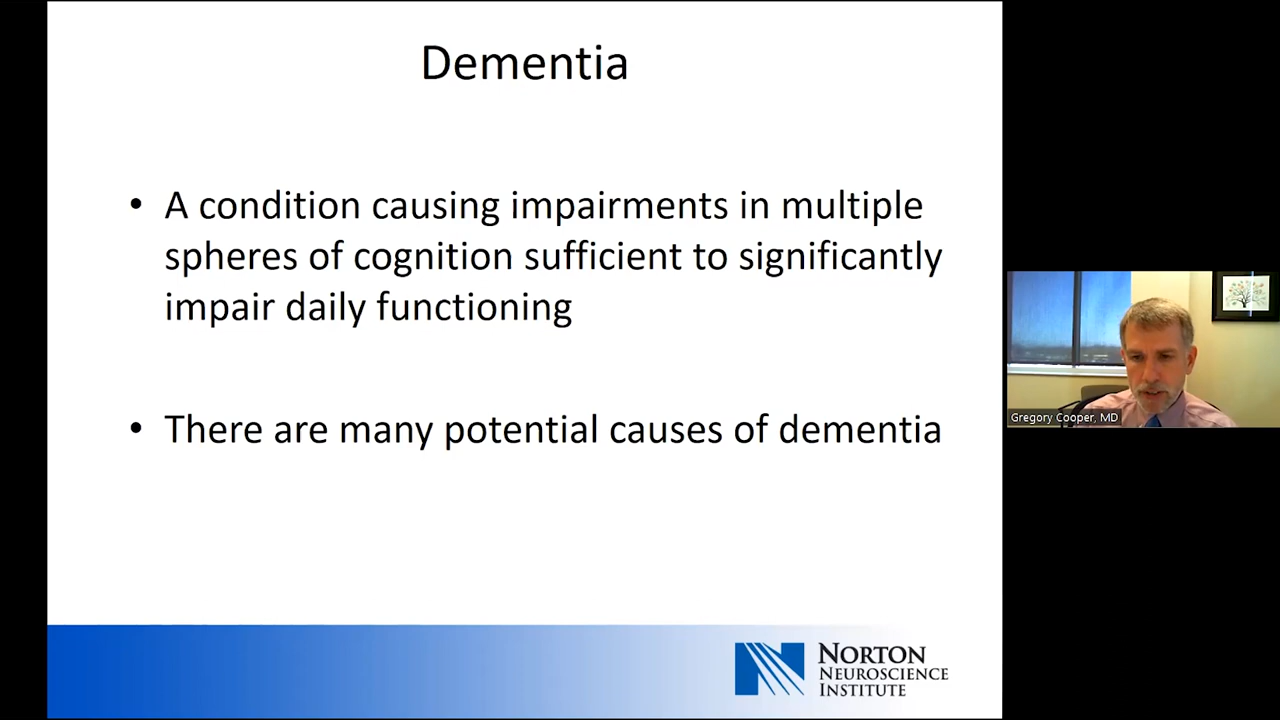 Dementia
• A condition causing impairments in multiple
spheres of cognition sufficient to significantly
impair daily functioning
• There are many potential causes of dementia
Gregory Cooper, MD
NORTON
NEUROSCIENCE
INSTITUTE